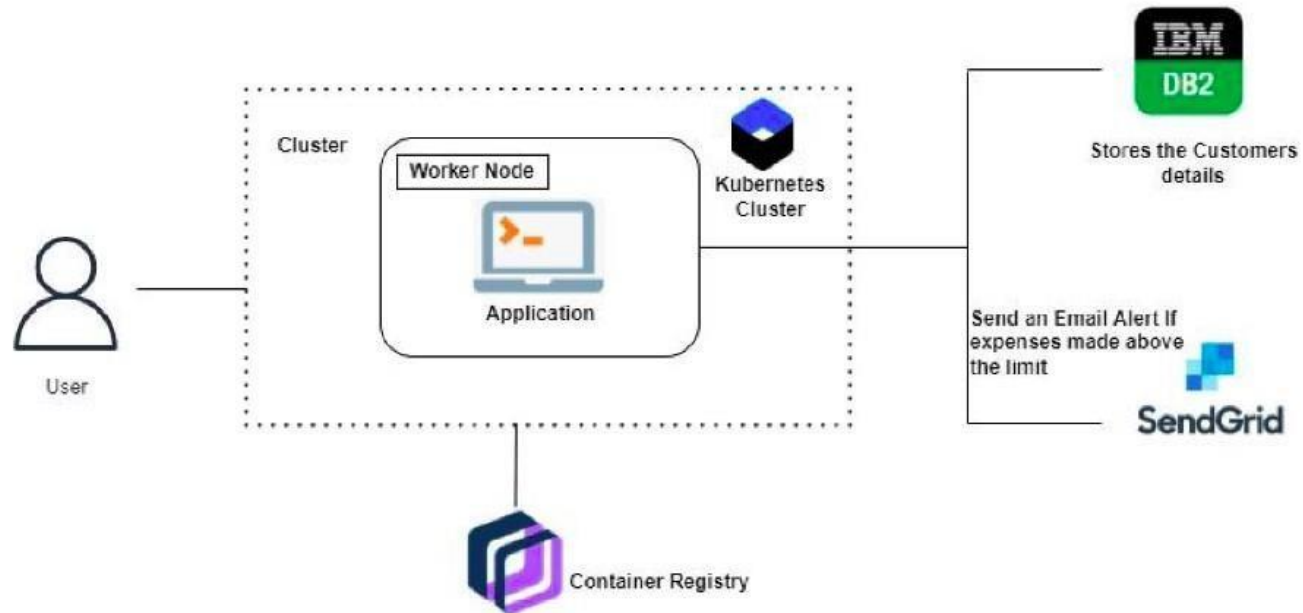 IBM
DB2
Stores the Customers
details
Cluster
Worker Node
Kubernetes
Cluster
Application
User
Send an Email Alert If
expenses made above
the limit
SendGrid
Container Registry